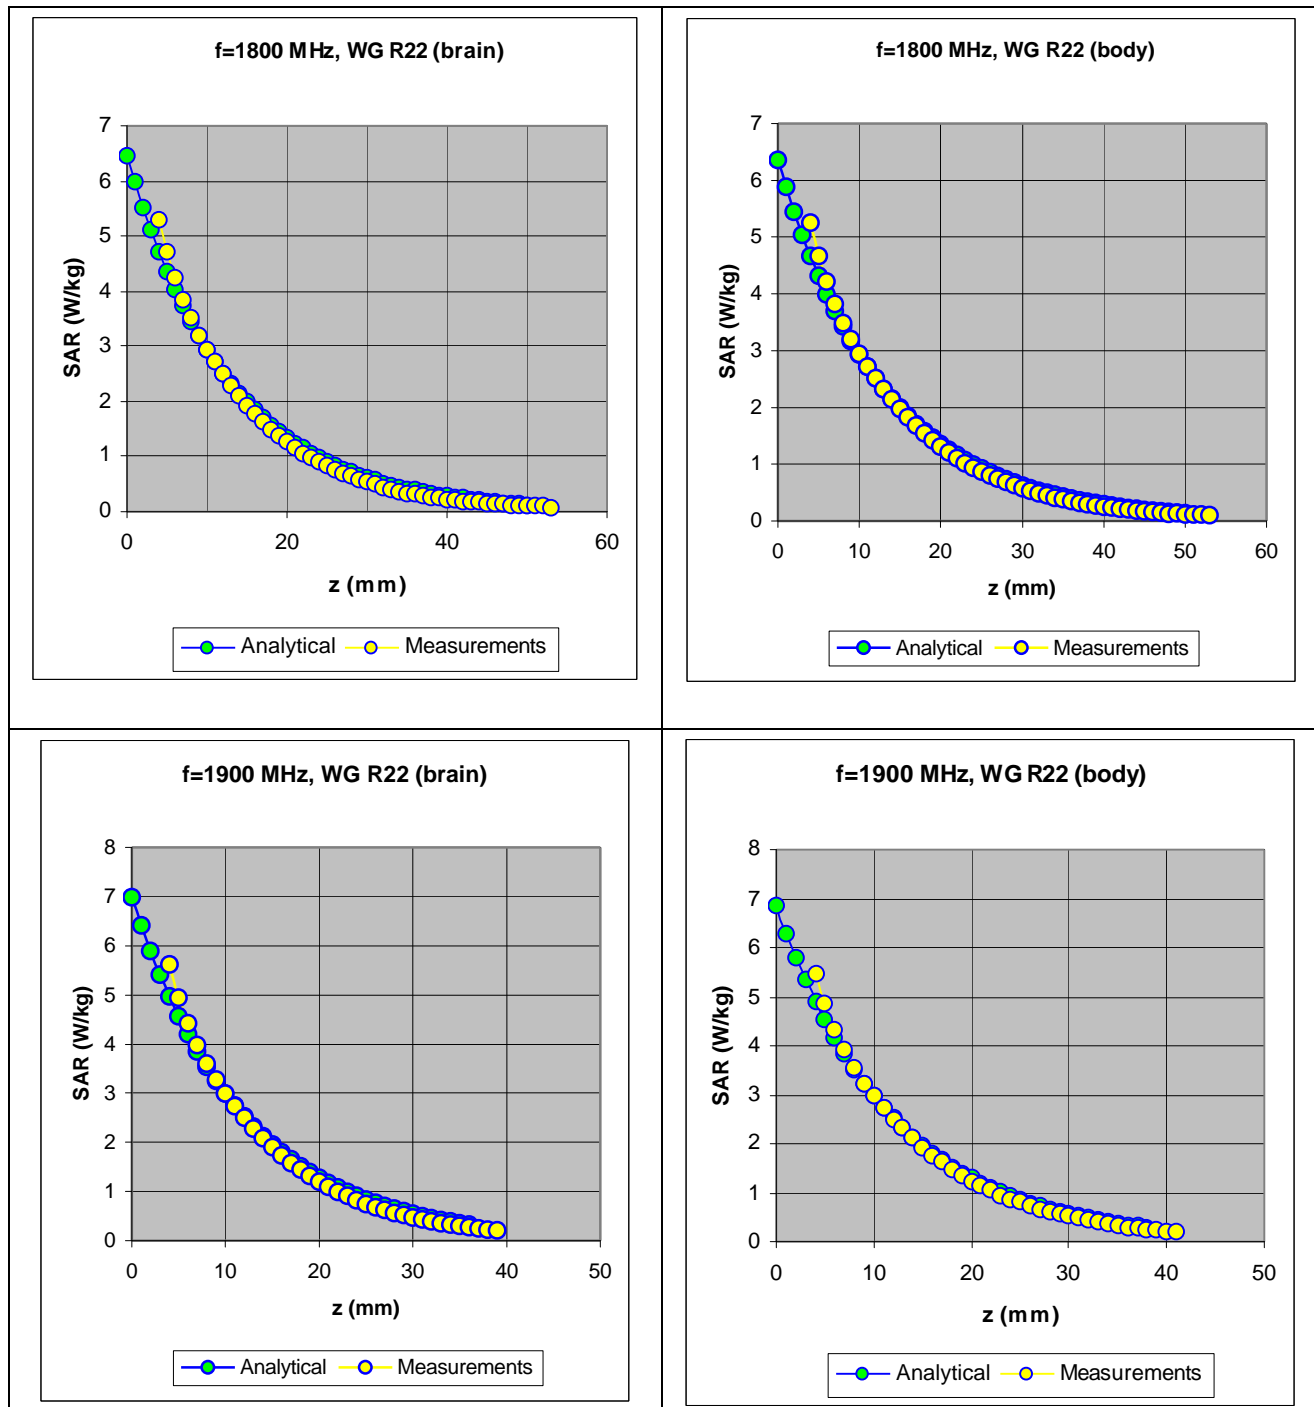 f=1800 MHz, WG R22 (brain)
7
6
5
4
3
2
1
0
SAR (W/kg)
0 20 40 60
z (mm)
Analytical Measurements
f=1800 MHz, WG R22 (body)
7
6
5
4
3
2
1
0
SAR (W/kg)
0 10 20 30 40 50 60
z (mm)
Analytical Measurements
f=1900 MHz, WG R22 (brain)
8
7
6
5
4
3
2
1
0
SAR (W/kg)
0 10 20 30 40 50
z (mm)
Analytical Measurements
f=1900 MHz, WG R22 (body)
8
7
6
5
4
3
2
1
0
SAR (W/kg)
0 10 20 30 40 50
z (mm)
Analytical Measurements